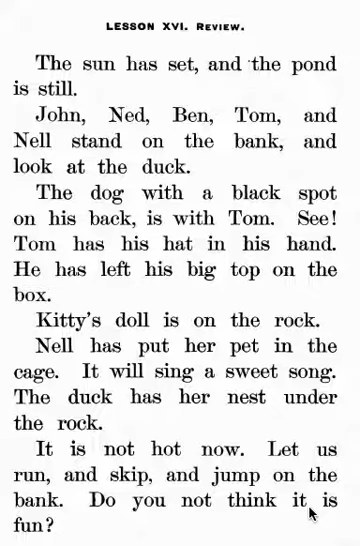 LESSON XVI. REVIEW.
The sun has set, and the pond
is still.
John, Ned, Ben, Tom, and
Nell stand on the bank, and
look at the duck.
The dog with a black spot
on his back, is with Tom. See!
Tom has his hat in his hand.
He has left his big top on the
box.
Kitty's doll is on the rock.
Nell has put her pet in the
cage. It will sing a sweet song.
The duck has her nest under
the rock.
It is not hot now. Let us
run, and skip, and jump on the
bank. Do you not think it is
fun?